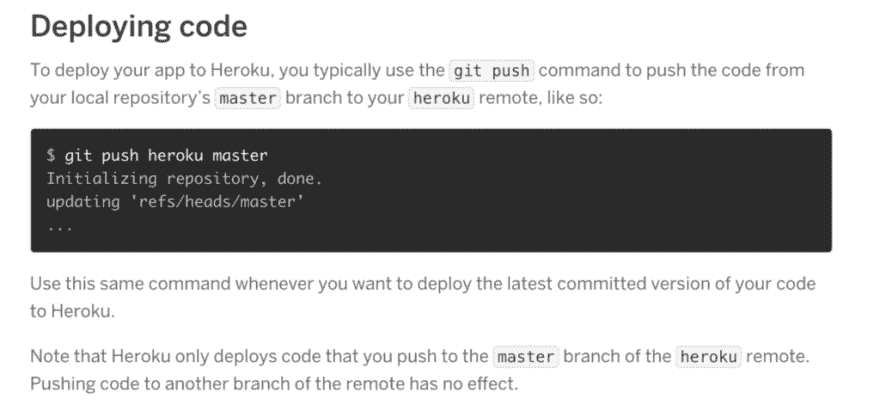 Deploying code
To deploy your app to Heroku, you typically use the git push command to push the code from
your local repository's master branch to your heroku remote, like so:
$ git push heroku master
Initializing repository, done.
updating 'refs/heads/master'
...
Use this same command whenever you want to deploy the latest committed version of your code
to Heroku.
Note that Heroku only deploys code that you push to the master branch of the heroku remote.
Pushing code to another branch of the remote has no effect.